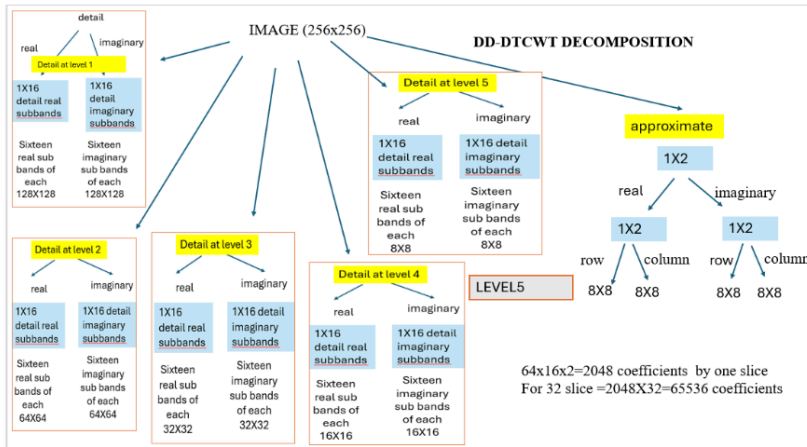 IMAGE (256x256)
DD-DTCWT DECOMPOSITION
detail
real
imaginary
Detail at level 1
1X16
detail real
subbands
1X16
detail
imaginary
subbands
Sixteen
real sub
bands of
each
128X128
Sixteen
imaginary
sub bands
of each
128X128
Detail at level 5
real
imaginary
1X16
detail real
subbands
1X16 detail
imaginary
subbands
Sixteen
real sub
bands of
each
8X8
Sixteen
imaginary
sub bands
of each
8X8
approximate
1X2
real
imaginary
1X2
1X2
row
column
row
column
8X8
8X8
8X8
8X8
Detail at level 2
real
imaginary
1X16
detail real
subbands
1X16 detail
imaginary
subbands
Sixteen
real sub
bands of
each
64X64
Sixteen
imaginary
sub bands
of each
64X64
Detail at level 3
real
imaginary
1X16
detail real
subbands
1X16 detail
imaginary
subbands
Sixteen
real sub
bands of
each
32X32
Sixteen
imaginary
sub bands
of each
32X32
Detail at level 4
real
imaginary
1X16
detail real
subbands
1X16 detail
imaginary
subbands
Sixteen
real sub
bands of
each
16X16
Sixteen
imaginary
sub bands
of each
16X16
LEVEL5
64x16x2=2048 coefficients by one slice
For 32 slice =2048X32=65536 coefficients